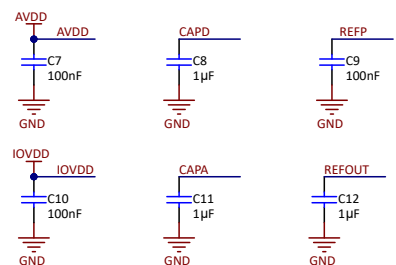 AVDD
AVDD
C7
100nF
GND
CAPD
C8
1µF
GND
REFP
C9
100nF
GND
IOVDD
IOVDD
C10
100nF
GND
CAPA
C11
1µF
GND
REFOUT
C12
1µF
GND